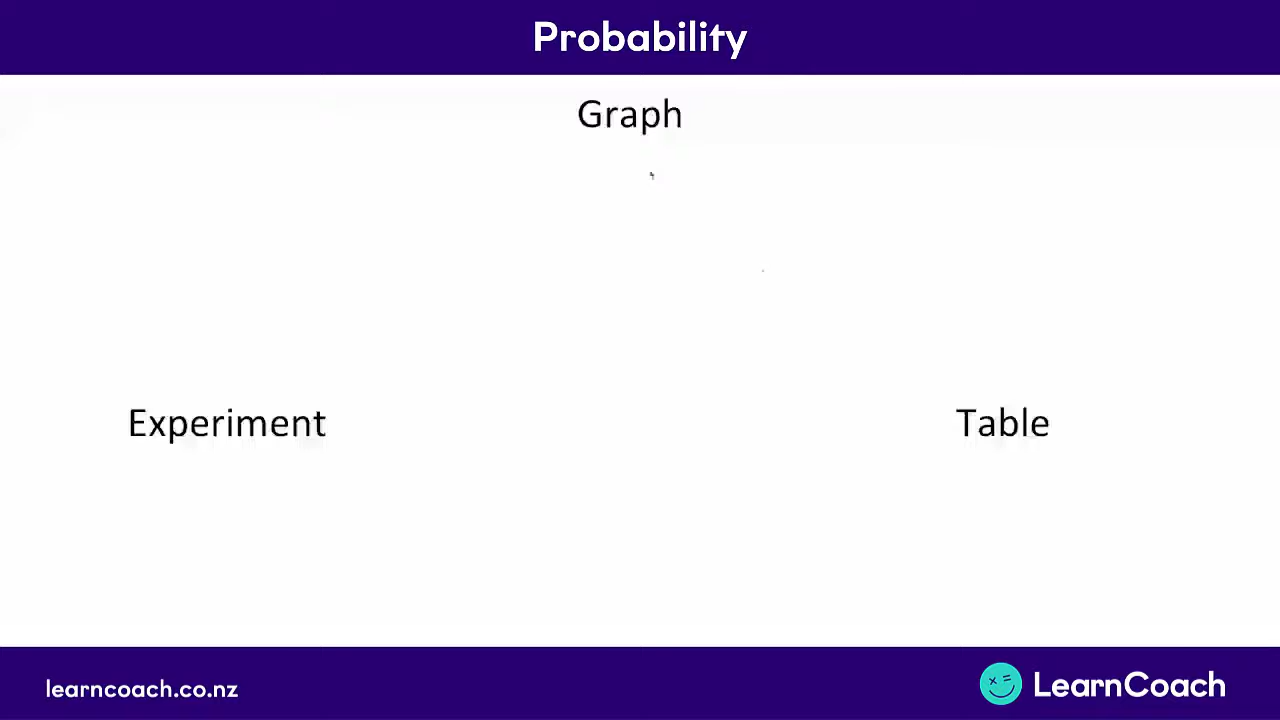 Probability
Graph
Experiment
Table
learncoach.co.nz
LearnCoach